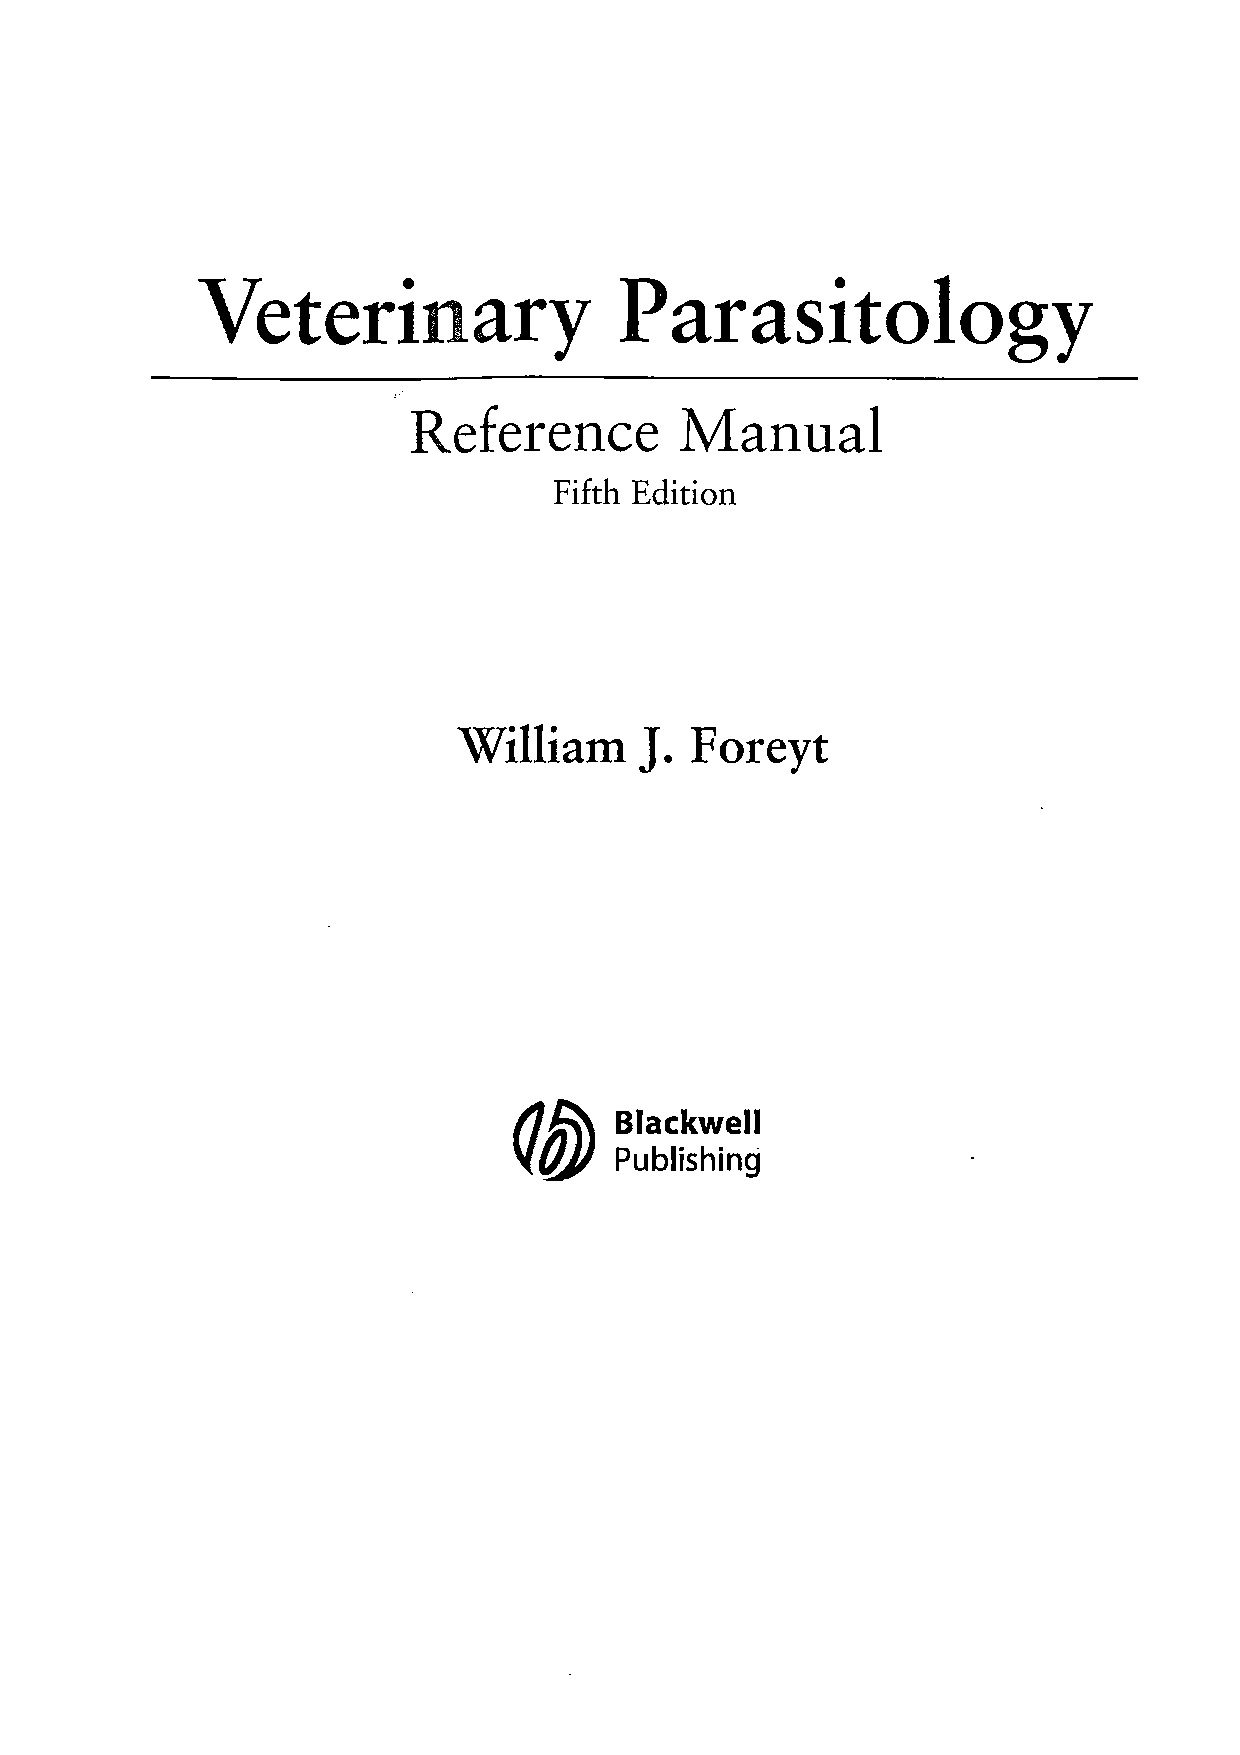 Veterinary Parasitology
Reference Manual
Fifth Edition
William J. Foreyt
Blackwell
Publishing